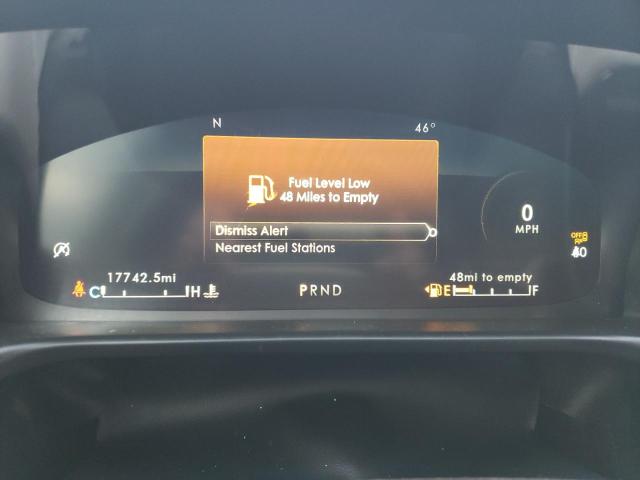 N
46°
Fuel Level Low
48 Miles to Empty
Dismiss Alert
Nearest Fuel Stations
0
MPH
OFF
17742.5mi
C H
PRND
48mi to empty
E F